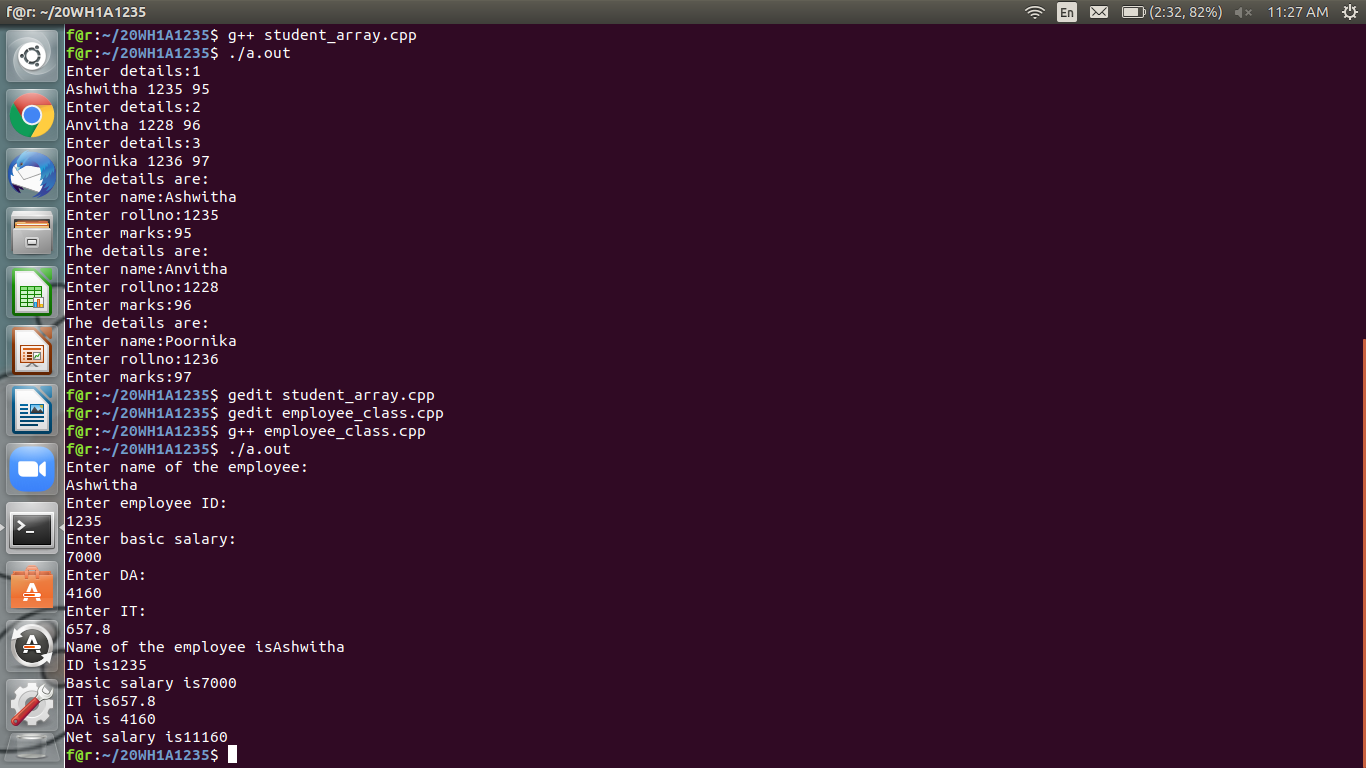 f@r: ~/20WH1A1235
En
(2:32, 82%)
11:27 AM
f@r:~/20WH1A1235$ g++ student_array.cpp
f@r:~/20WH1A1235$ ./a.out
Enter details:1
Ashwitha 1235 95
Enter details:2
Anvitha 1228 96
Enter details:3
Poornika 1236 97
The details are:
Enter name:Ashwitha
Enter rollno:1235
Enter marks:95
The details are:
Enter name:Anvitha
Enter rollno:1228
Enter marks:96
The details are:
Enter name:Poornika
Enter rollno:1236
Enter marks:97
f@r:~/20WH1A1235$ gedit student_array.cpp
f@r:~/20WH1A1235$ gedit employee_class.cpp
f@r:~/20WH1A1235$ g++ employee_class.cpp
f@r:~/20WH1A1235$ ./a.out
Enter name of the employee:
Ashwitha
Enter employee ID:
1235
Enter basic salary:
7000
Enter DA:
4160
Enter IT:
657.8
Name of the employee isAshwitha
ID is1235
Basic salary is7000
IT is657.8
DA is 4160
Net salary is11160
f@r:~/20WH1A1235$